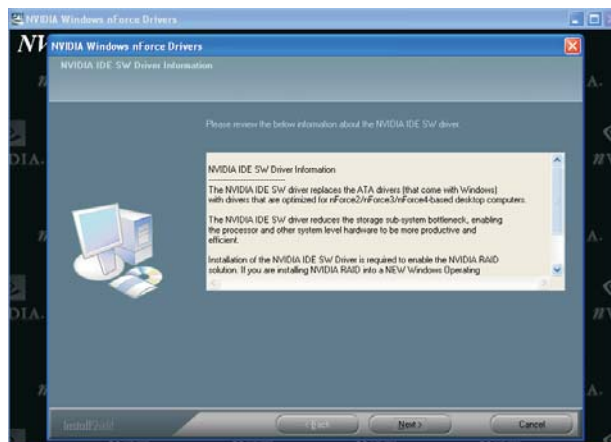 NVIDIA Windows nForce Drivers
NVIDIA Windows nForce Drivers
NVIDIA IDE SW Driver Information
Please review the below information about the NVIDIA IDE SW driver
NVIDIA IDE SW Driver Information
The NVIDIA IDE SW driver replaces the ATA drivers (that come with Windows)
with drivers that are optimized for nForce2/nForce3/nForce4-based desktop computers.
The NVIDIA IDE SW driver reduces the storage sub-system bottleneck, enabling
the processor and other system level hardware to be more productive and
efficient.
Installation of the NVIDIA IDE SW Driver is required to enable the NVIDIA RAID
solution. If you are installing NVIDIA RAID into a NEW Windows Operating
InstallShield
< Back
Next >
Cancel